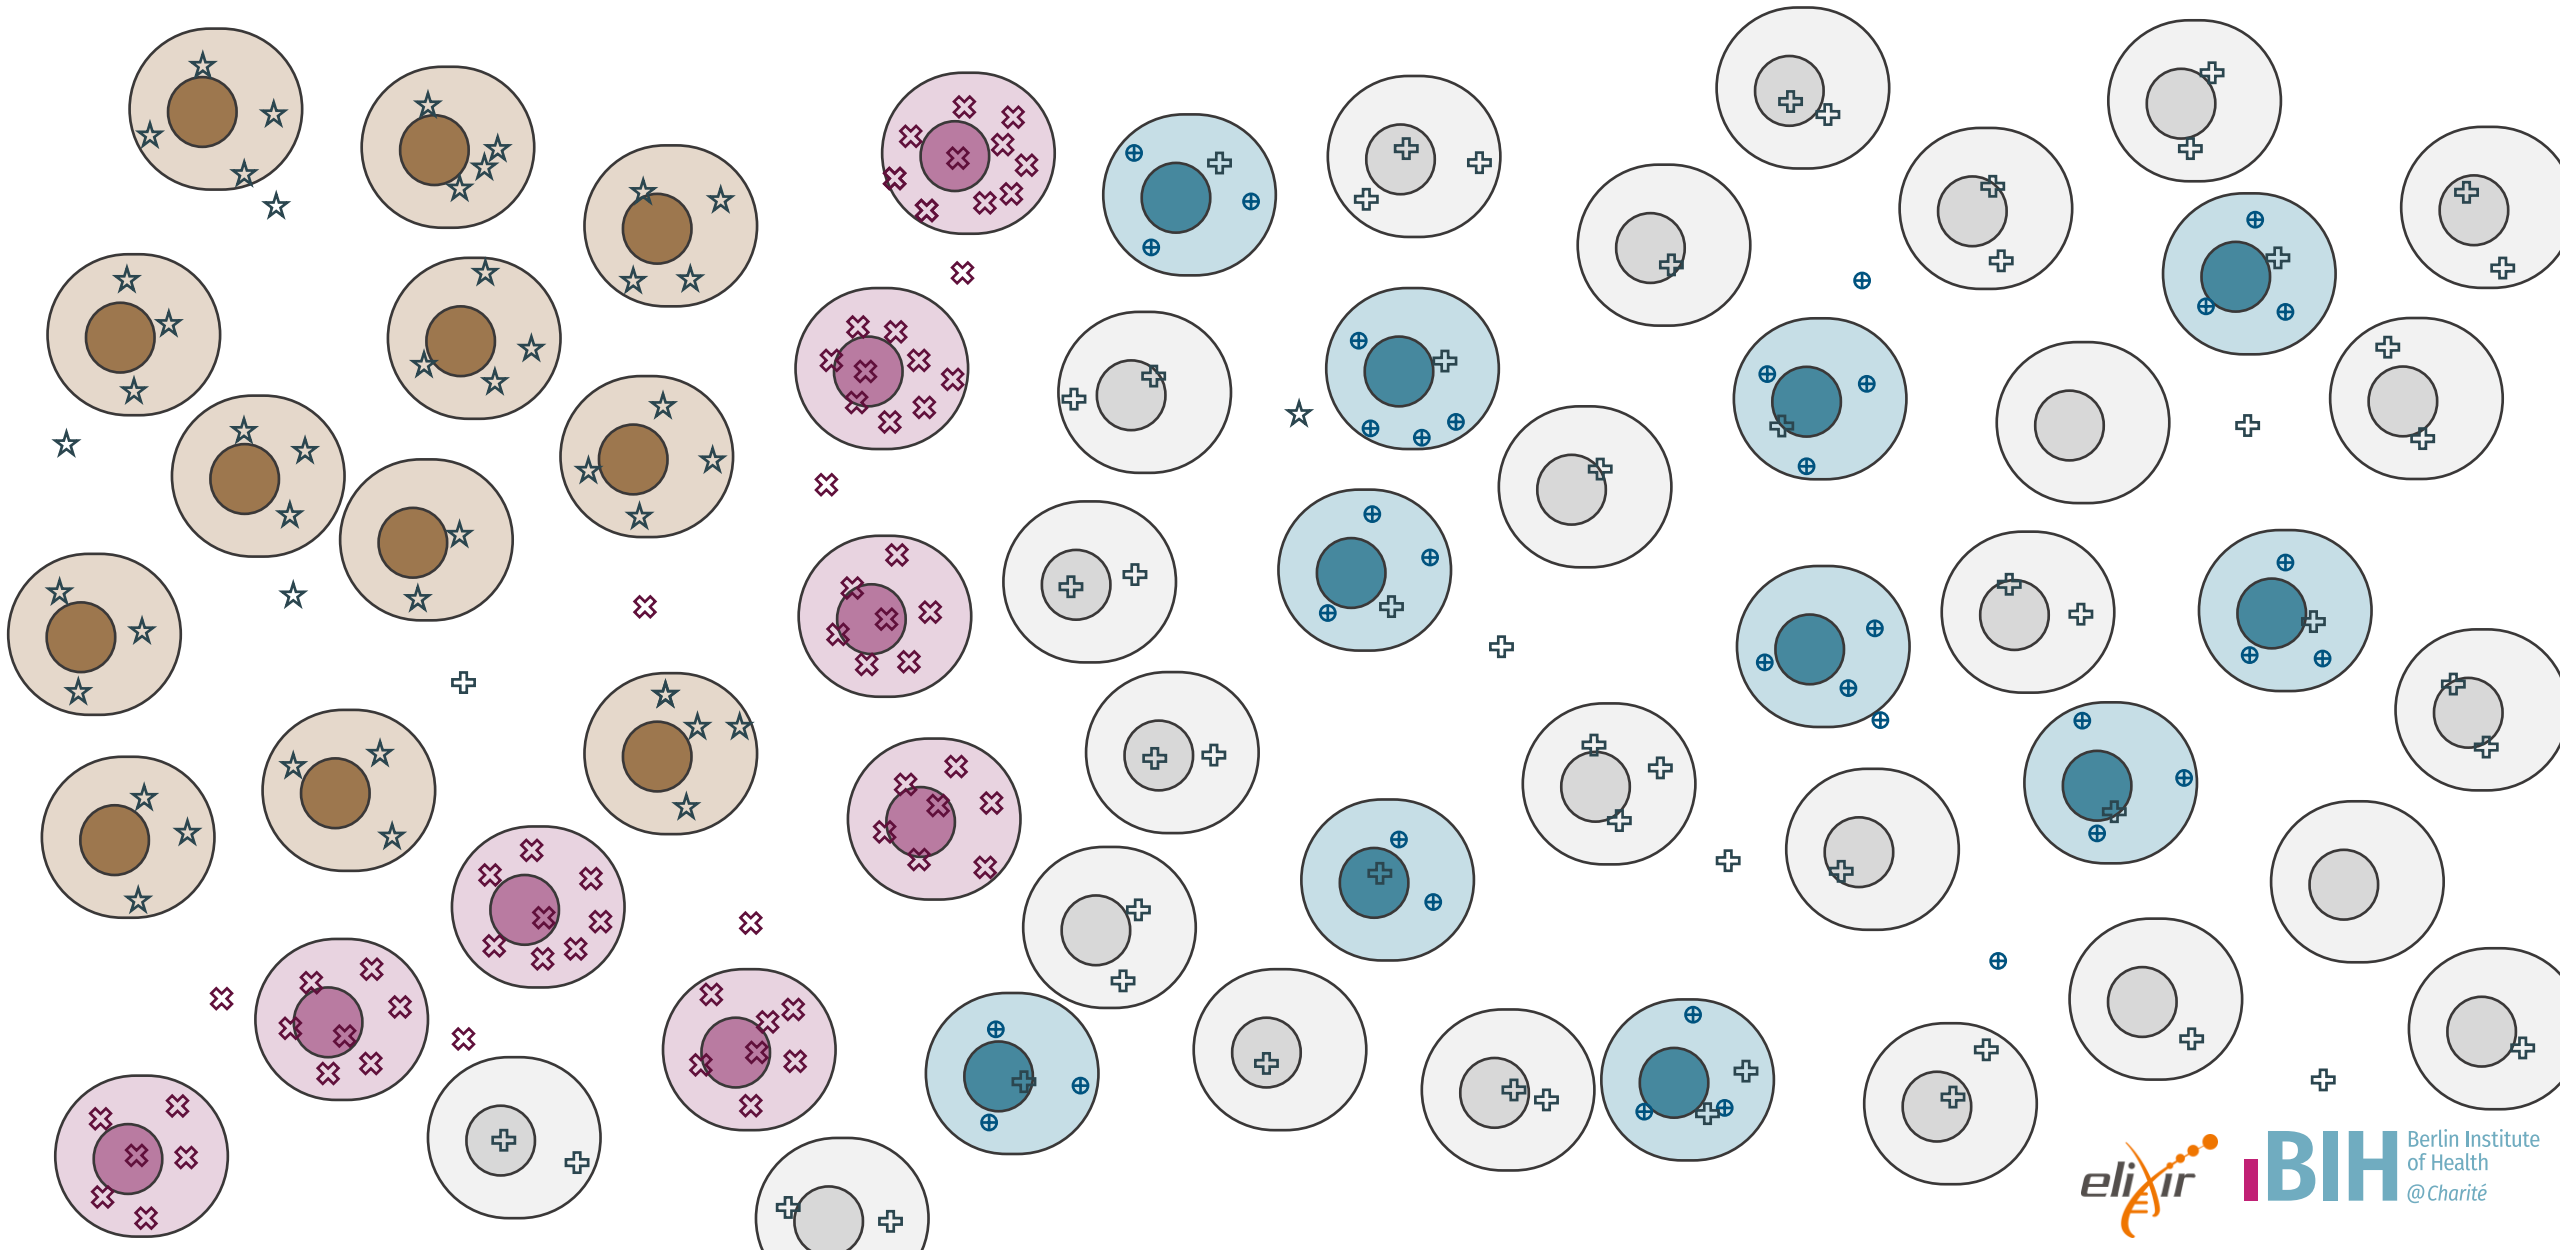 elixir
BIH
Berlin Institute
of Health
@Charité